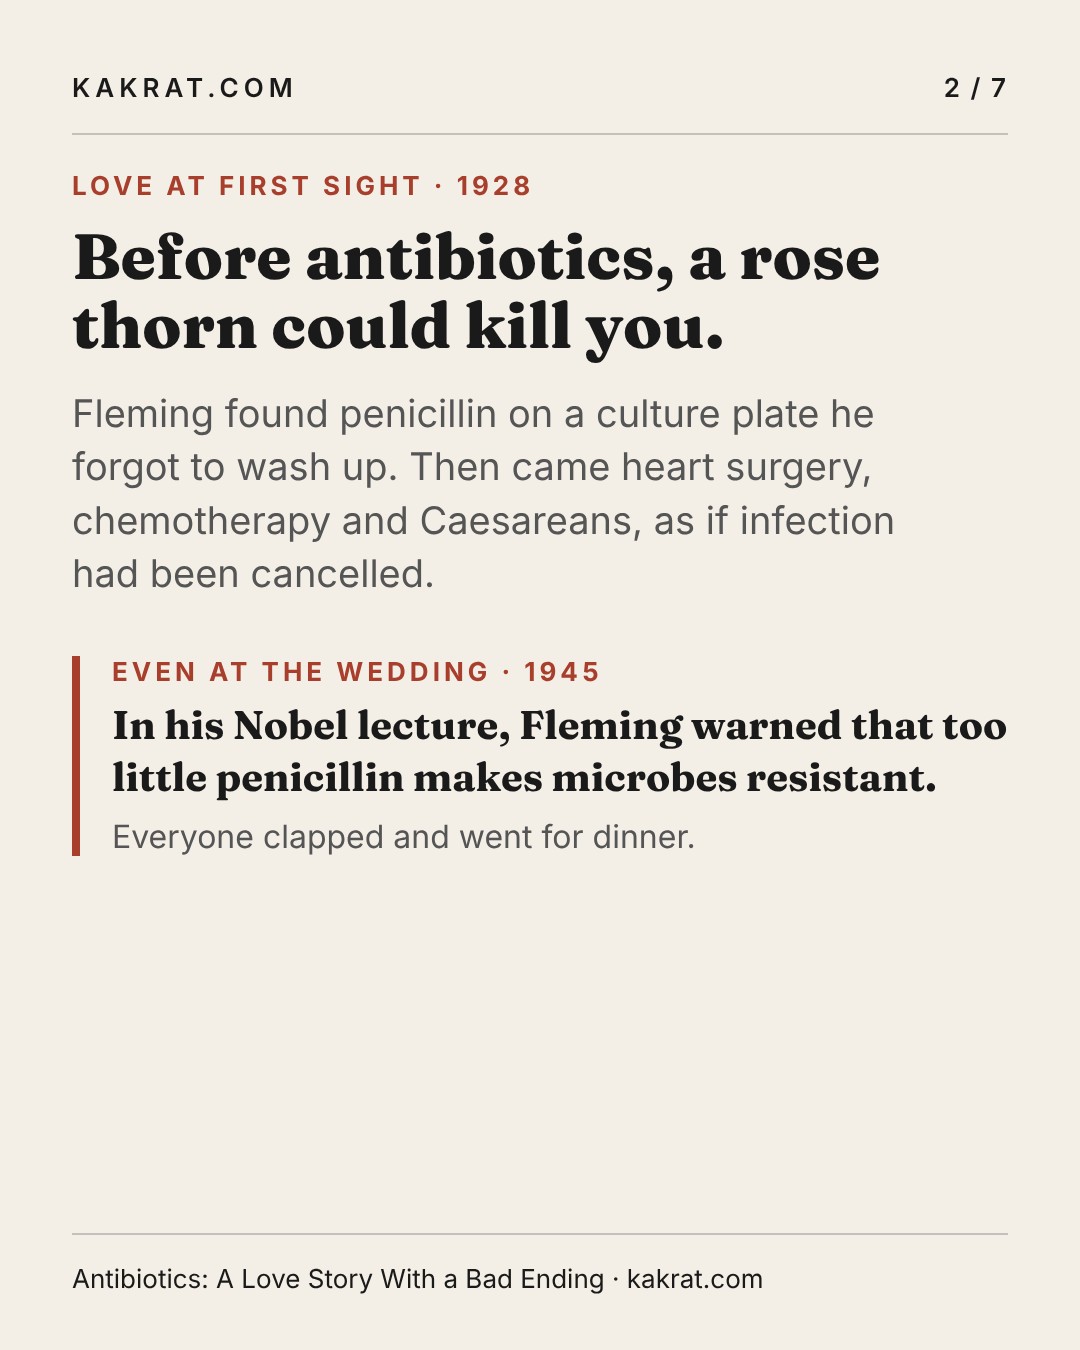 KAKRAT.COM
2 / 7
LOVE AT FIRST SIGHT · 1928
Before antibiotics, a rose
thorn could kill you.
Fleming found penicillin on a culture plate he
forgot to wash up. Then came heart surgery,
chemotherapy and Caesareans, as if infection
had been cancelled.
EVEN AT THE WEDDING · 1945
In his Nobel lecture, Fleming warned that too
little penicillin makes microbes resistant.
Everyone clapped and went for dinner.
Antibiotics: A Love Story With a Bad Ending · kakrat.com